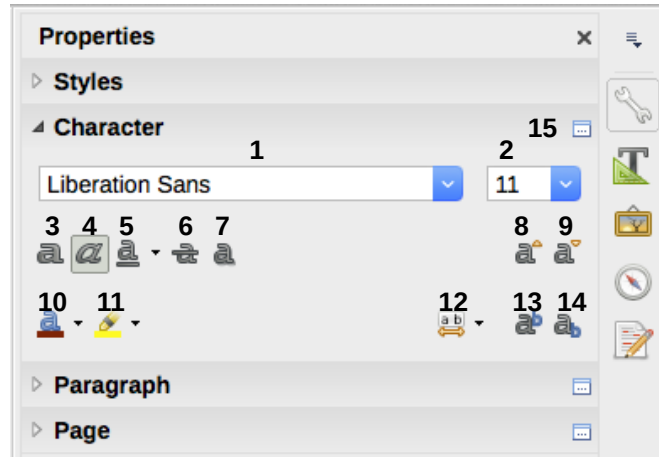 Properties
Styles
Character 15
1 2
Liberation Sans 11
3 4 5 6 7 8 9
a a a a a a a
10 11 12 13 14
a a b a b a b
Paragraph
Page